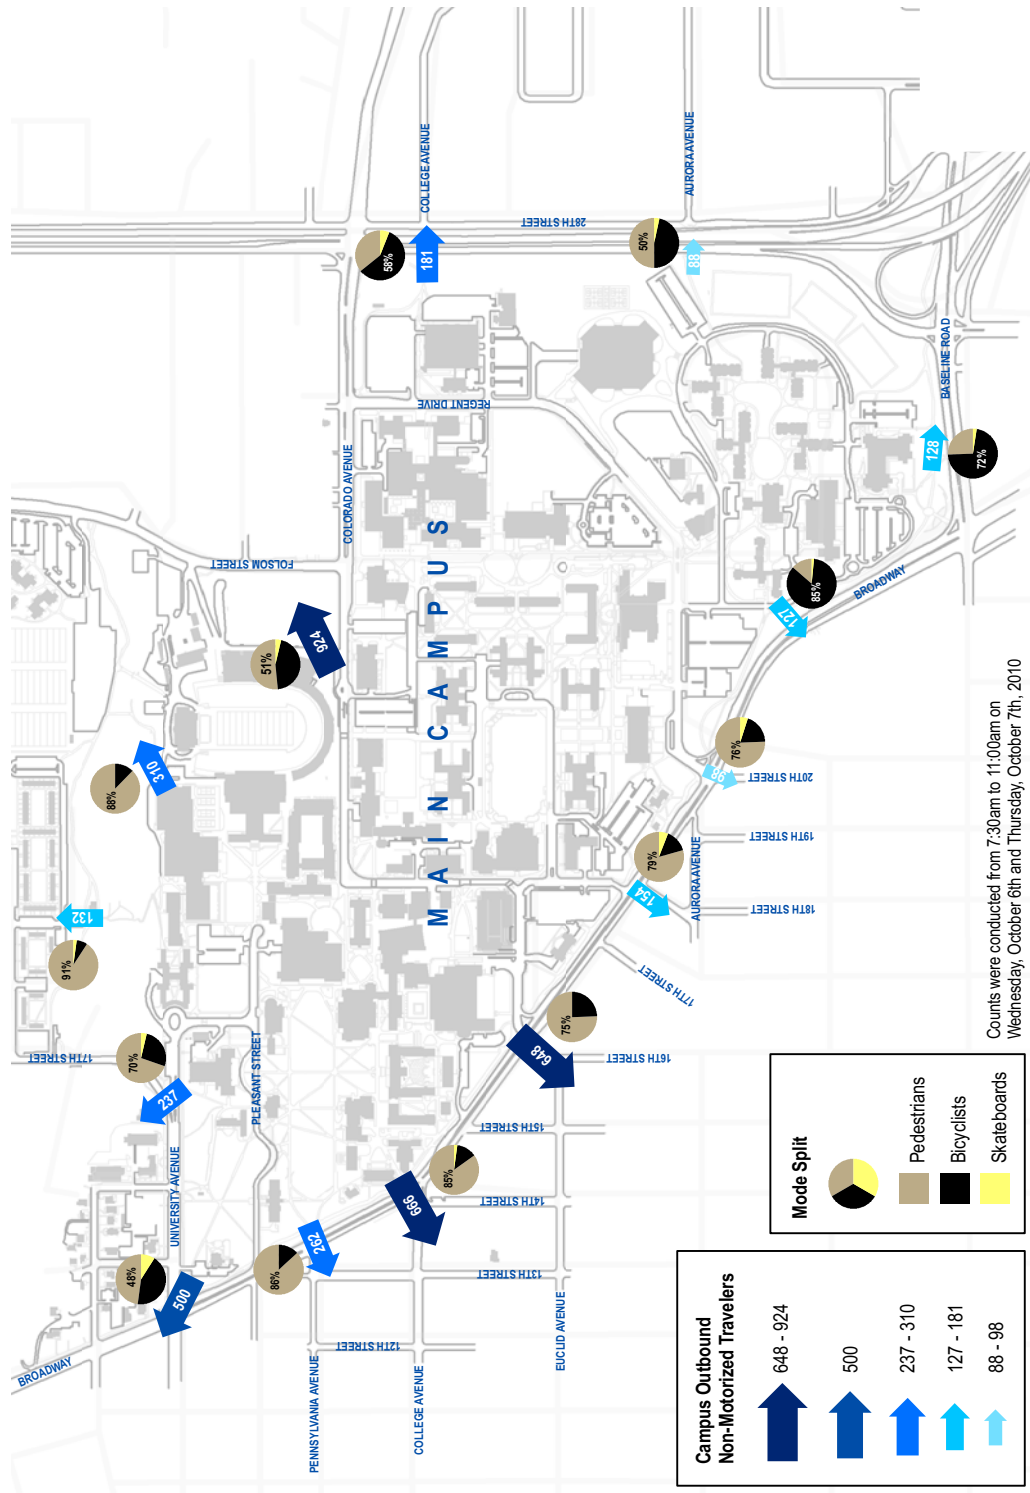 COLLEGE AVENUE
AURORA AVENUE
28TH STREET
58%
181
50%
88
BASELINE ROAD
REGENT DRIVE
COLORADO AVENUE
128
72%
FOLSOM STREET
MAIN CAMPUS
924
51%
85%
127
BROADWAY
310
88%
76%
98
20TH STREET
79%
154
AURORA AVENUE
19TH STREET
18TH STREET
17TH STREET
132
91%
17TH STREET
70%
237
PLEASANT STREET
75%
648
16TH STREET
15TH STREET
UNIVERSITY AVENUE
85%
666
14TH STREET
48%
500
86%
262
13TH STREET
EUCLID AVENUE
12TH STREET
BROADWAY
PENNSYLVANIA AVENUE
COLLEGE AVENUE
Counts were conducted from 7:30am to 11:00am on
Wednesday, October 6th and Thursday, October 7th, 2010
Mode Split
Pedestrians
Bicyclists
Skateboards
Campus Outbound
Non-Motorized Travelers
648 - 924
500
237 - 310
127 - 181
88 - 98